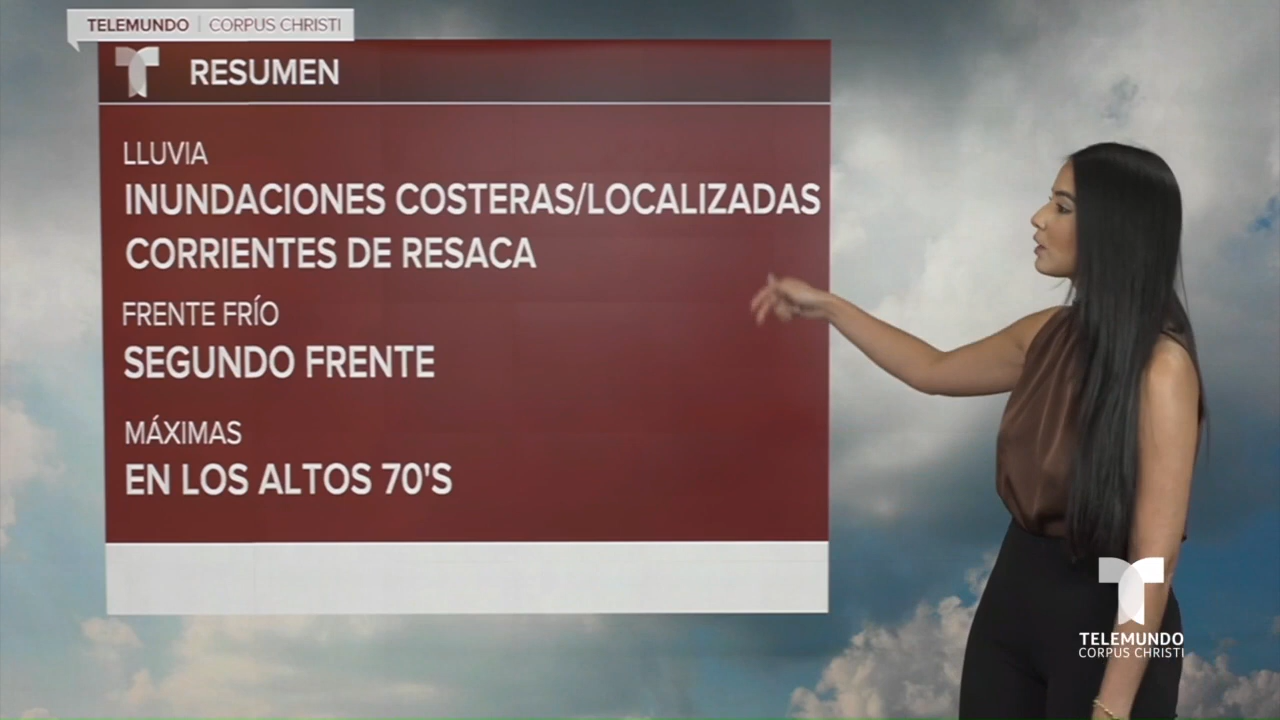 TELEMUNDO | CORPUS CHRISTI
RESUMEN
LLUVIA
INUNDACIONES COSTERAS/LOCALIZADAS
CORRIENTES DE RESACA
FRENTE FRÍO
SEGUNDO FRENTE
MÁXIMAS
EN LOS ALTOS 70'S
TELEMUNDO
CORPUS CHRISTI